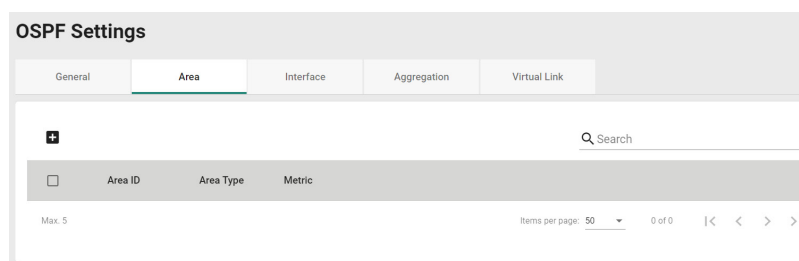 OSPF Settings
General Area Interface Aggregation Virtual Link
Search
Area ID Area Type Metric
Max. 5 Items per page: 50 0 of 0